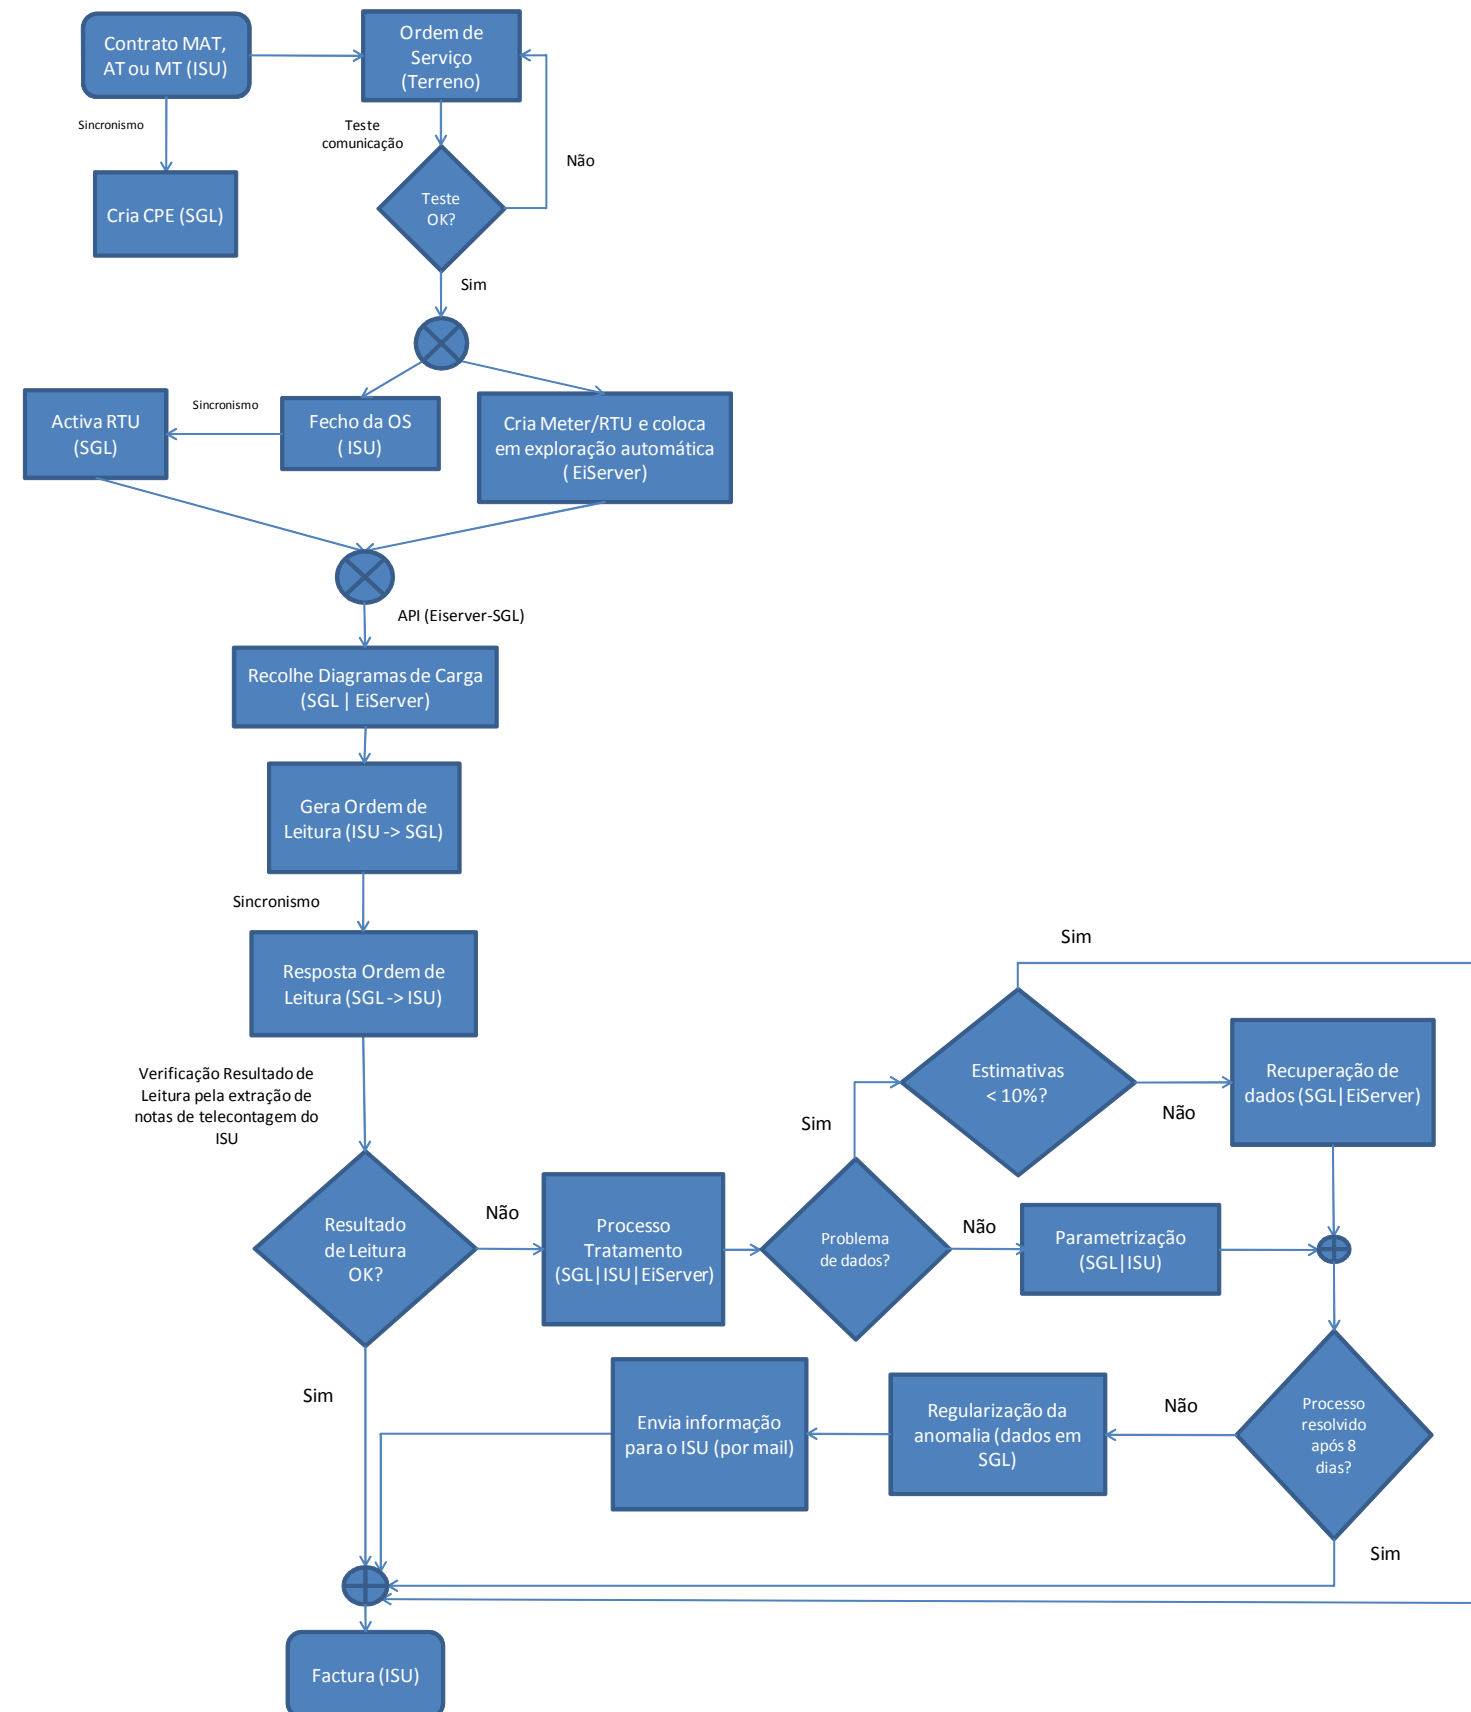 Contrato MAT,
AT ou MT (ISU)
Ordem de
Serviço
(Terreno)
Sincronismo
Teste
comunicação
Não
Cria CPE (SGL)
Teste
OK?
Sim
Activa RTU
(SGL)
Sincronismo
Fecho da OS
( ISU)
Cria Meter/RTU e coloca
em exploração automática
( EiServer)
API (Eiserver-SGL)
Recolhe Diagramas de Carga
(SGL | EiServer)
Gera Ordem de
Leitura (ISU -> SGL)
Sincronismo
Resposta Ordem de
Leitura (SGL -> ISU)
Verificação Resultado de
Leitura pela extração de
notas de telecontagem do
ISU
Resultado
de Leitura
OK?
Não
Processo
Tratamento
(SGL|ISU|EiServer)
Problema
de dados?
Sim
Estimativas
< 10%?
Sim
Não
Recuperação de
dados (SGL|EiServer)
Não
Parametrização
(SGL|ISU)
Processo
resolvido
após 8
dias?
Não
Regularização da
anomalia (dados em
SGL)
Envia informação
para o ISU (por mail)
Sim
Sim
Factura (ISU)